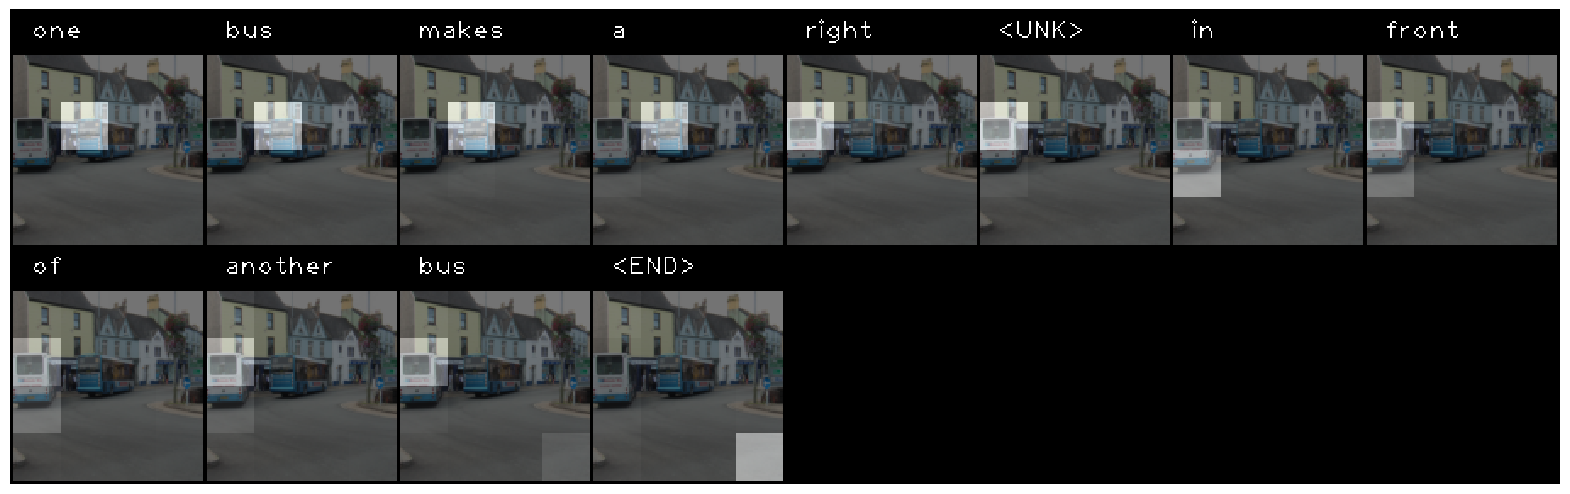 one bus makes a right <UNK> in front
of another bus <END>